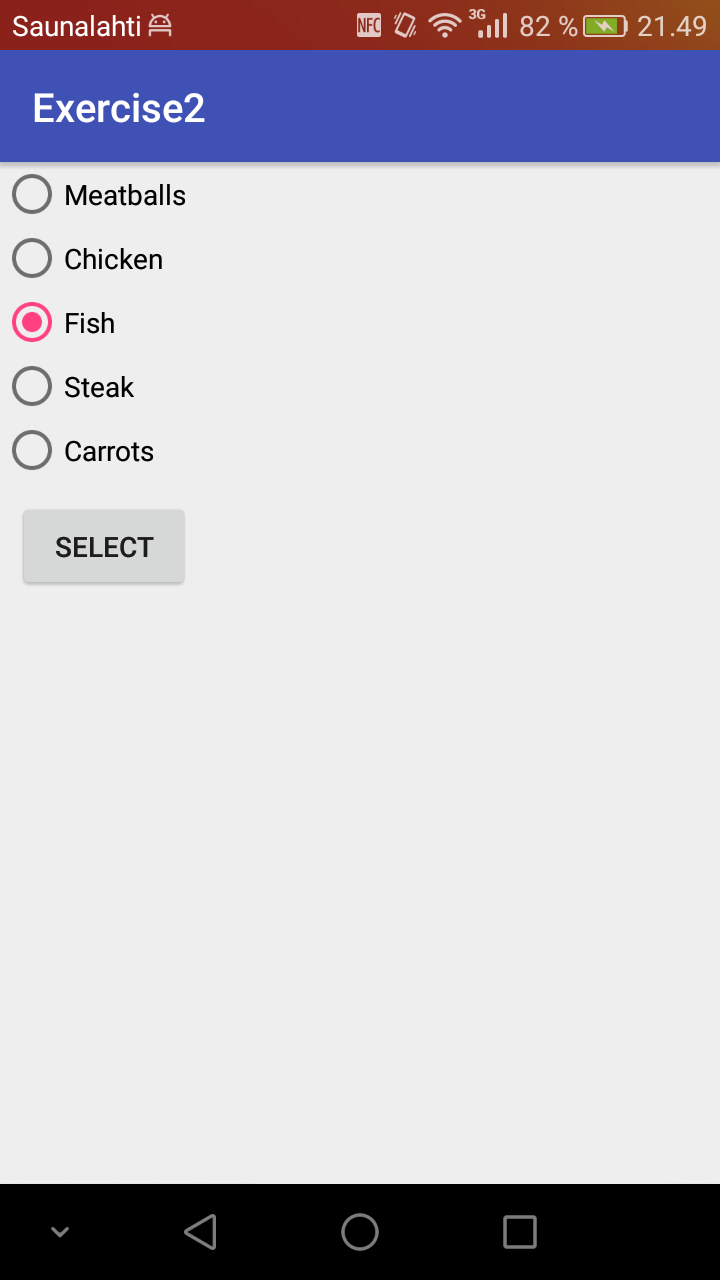 Saunalahti NFC 3G 82 % 21.49
Exercise2
Meatballs
Chicken
Fish
Steak
Carrots
SELECT